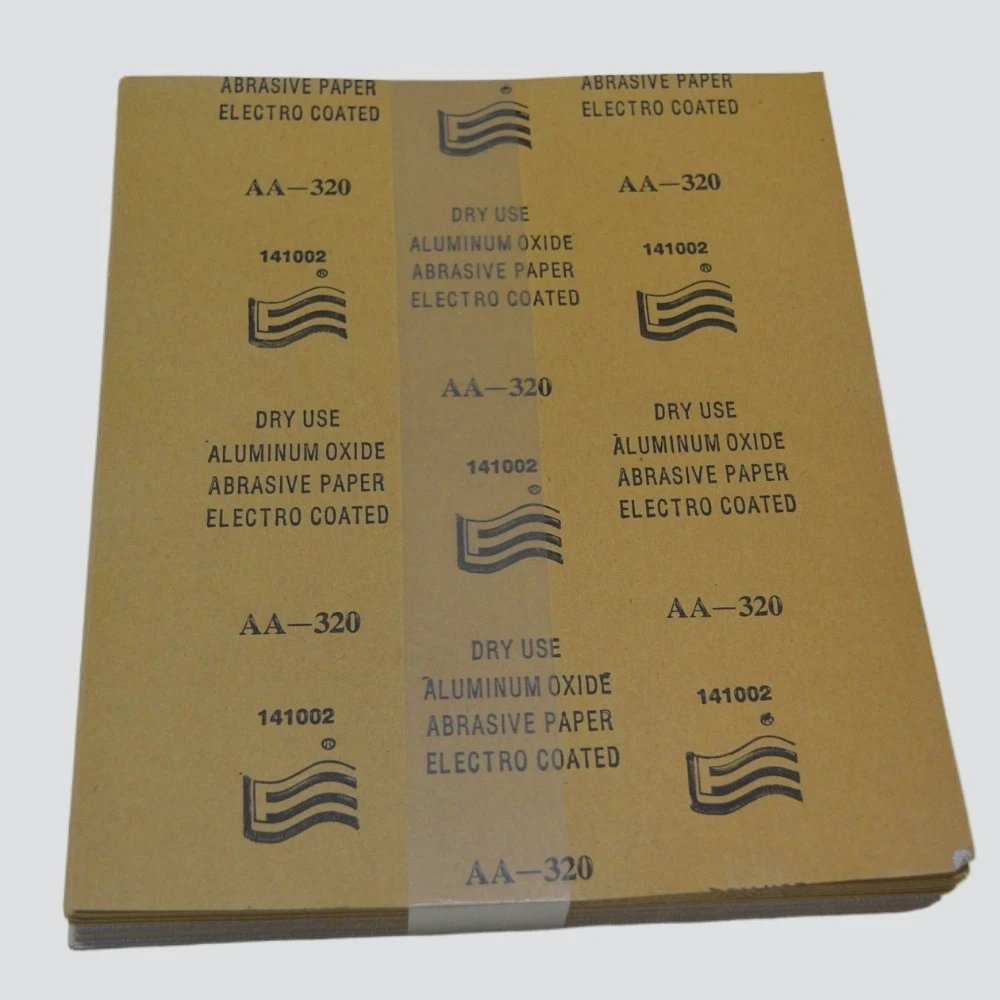 ABRASIVE PAPER
ELECTRO COATED
AA—320
141002
®
DRY USE
ALUMINUM OXIDE
ABRASIVE PAPER
ELECTRO COATED
AA—320
141002
®
®
DRY USE
ALUMINUM OXIDE
ABRASIVE PAPER
ELECTRO COATED
AA—320
141002
®
DRY USE
ALUMINUM OXIDE
ABRASIVE PAPER
ELECTRO COATED
AA—320
ABRASIVE PAPER
ELECTRO COATED
AA—320
141002
®
DRY USE
ALUMINUM OXIDE
ABRASIVE PAPER
ELECTRO COATED
AA—320
141002
®